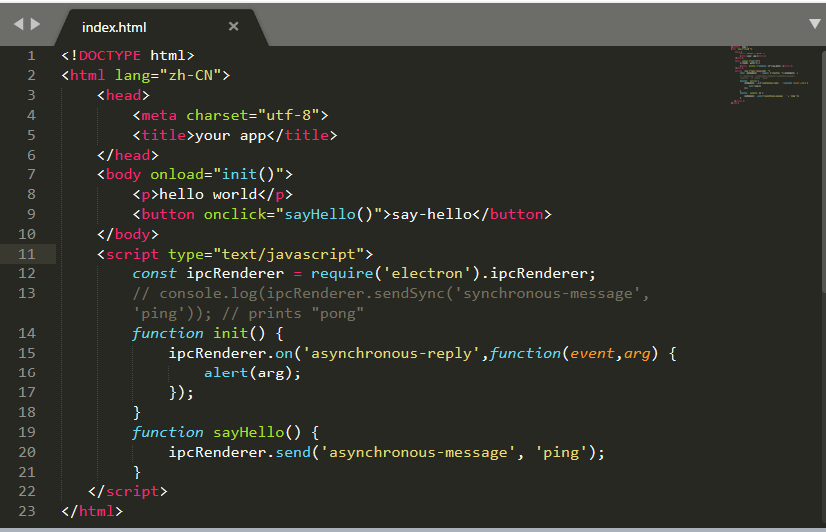 index.html
1 <!DOCTYPE html>
2 <html lang="zh-CN">
3     <head>
4         <meta charset="utf-8">
5         <title>your app</title>
6     </head>
7     <body onload="init()">
8         <p>hello world</p>
9         <button onclick="sayHello()">say-hello</button>
10     </body>
11     <script type="text/javascript">
12         const ipcRenderer = require('electron').ipcRenderer;
13         // console.log(ipcRenderer.sendSync('synchronous-message',
        'ping')); // prints "pong"
14         function init() {
15             ipcRenderer.on('asynchronous-reply',function(event,arg) {
16                 alert(arg);
17             });
18         }
19         function sayHello() {
20             ipcRenderer.send('asynchronous-message', 'ping');
21         }
22    </script>
23 </html>